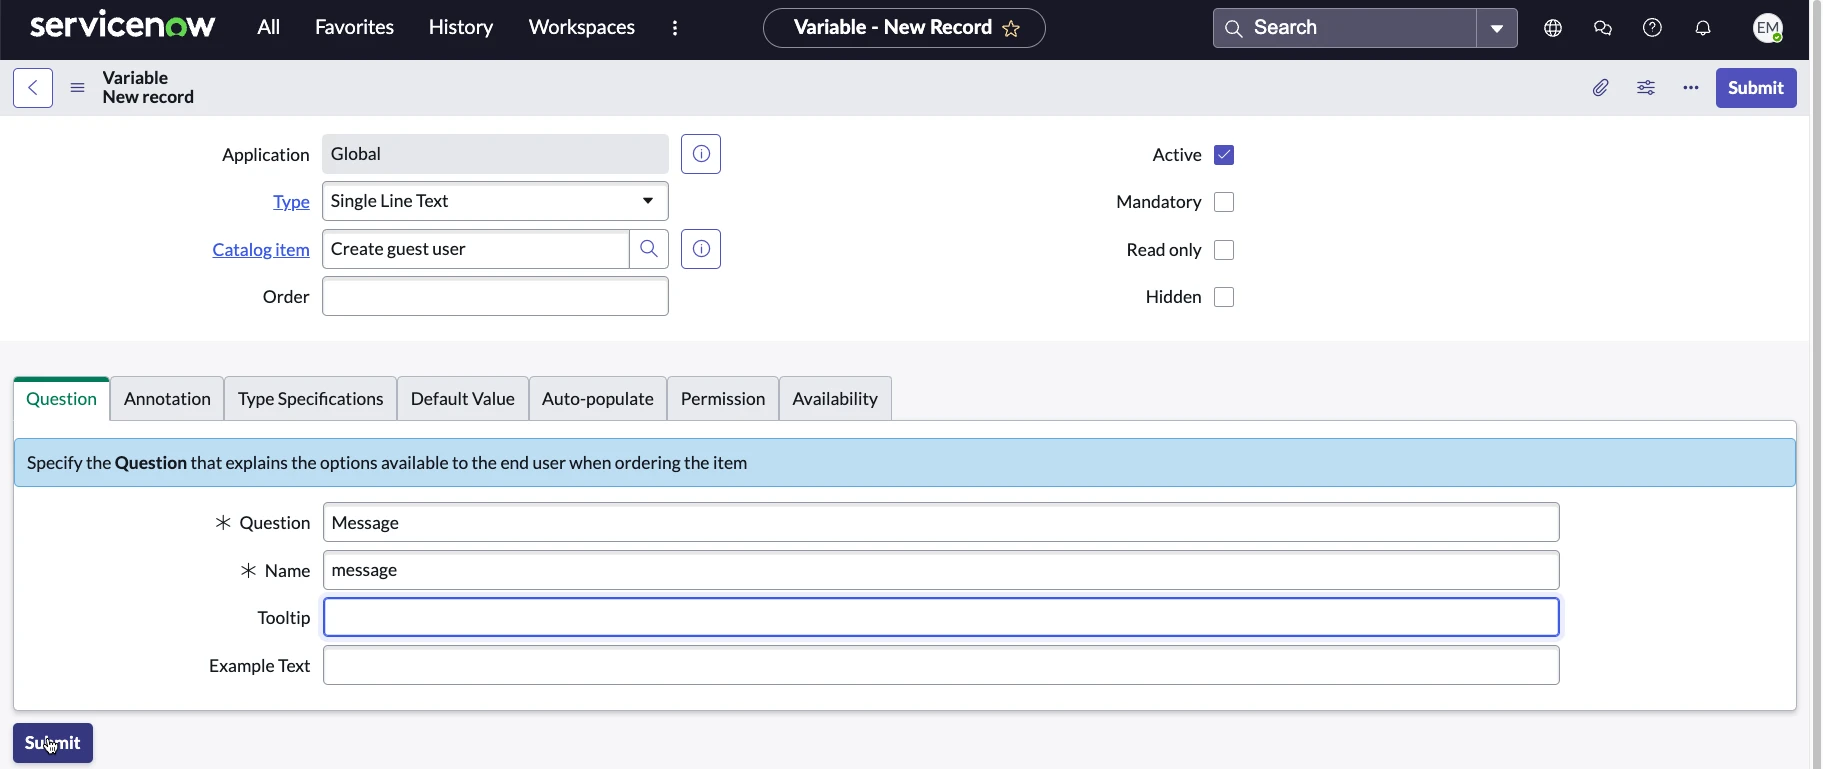 servicenow All Favorites History Workspaces Variable - New Record Search EM
Variable
New record
Submit
Application Global Active
Type Single Line Text Mandatory
Catalog item Create guest user Read only
Order Hidden
Question Annotation Type Specifications Default Value Auto-populate Permission Availability
Specify the Question that explains the options available to the end user when ordering the item
Question Message
Name message
Tooltip
Example Text
Submit